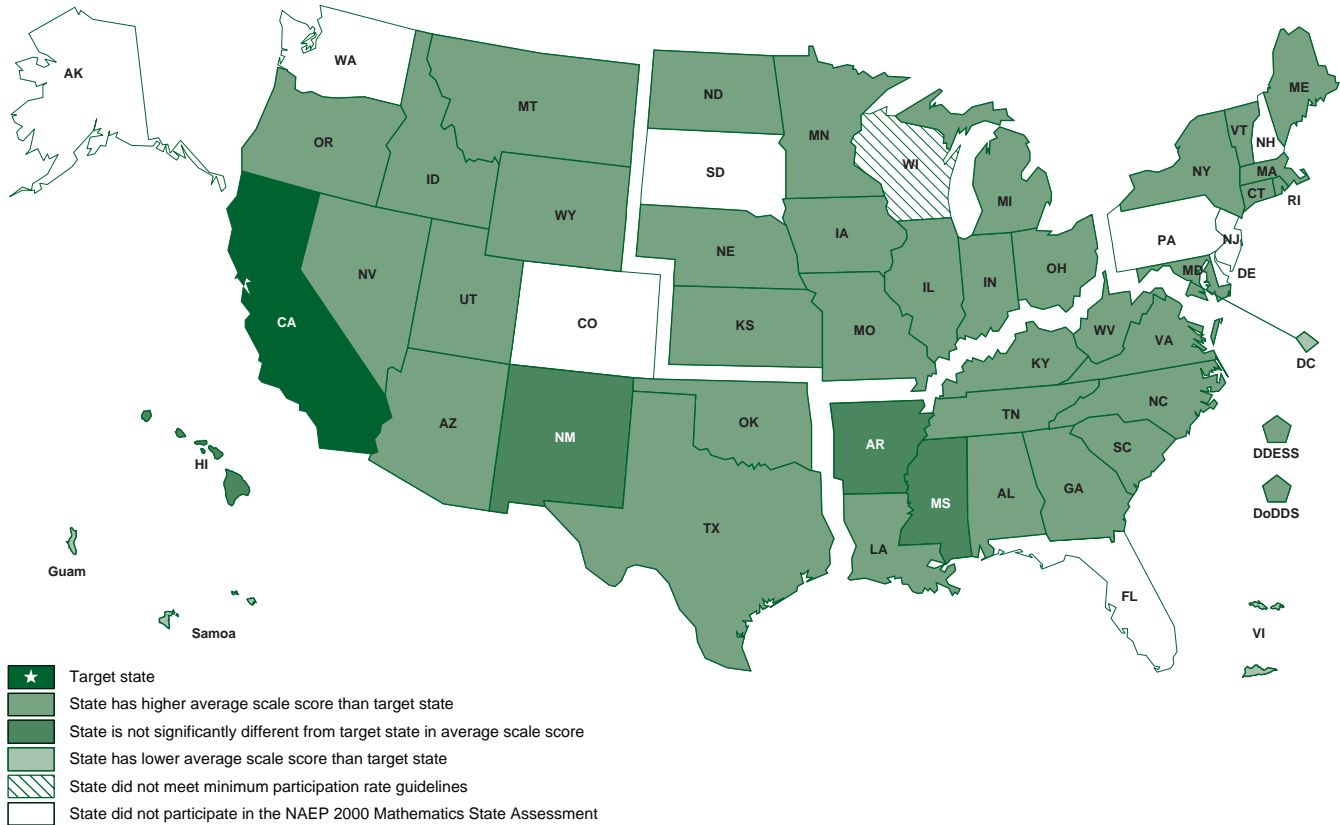 AK
WA
MT
ND
MN
ME
VT
NH
OR
ID
SD
WI
NY
MA
CT
RI
WY
MI
IA
PA
NJ
NE
OH
MD
DE
NV
UT
IL
IN
CA
CO
KS
MO
WV
VA
KY
DC
AZ
NM
OK
AR
TN
NC
SC
DDESS
HI
MS
AL
GA
DoDDS
TX
LA
Guam
FL
Samoa
VI
Target state
State has higher average scale score than target state
State is not significantly different from target state in average scale score
State has lower average scale score than target state
State did not meet minimum participation rate guidelines
State did not participate in the NAEP 2000 Mathematics State Assessment